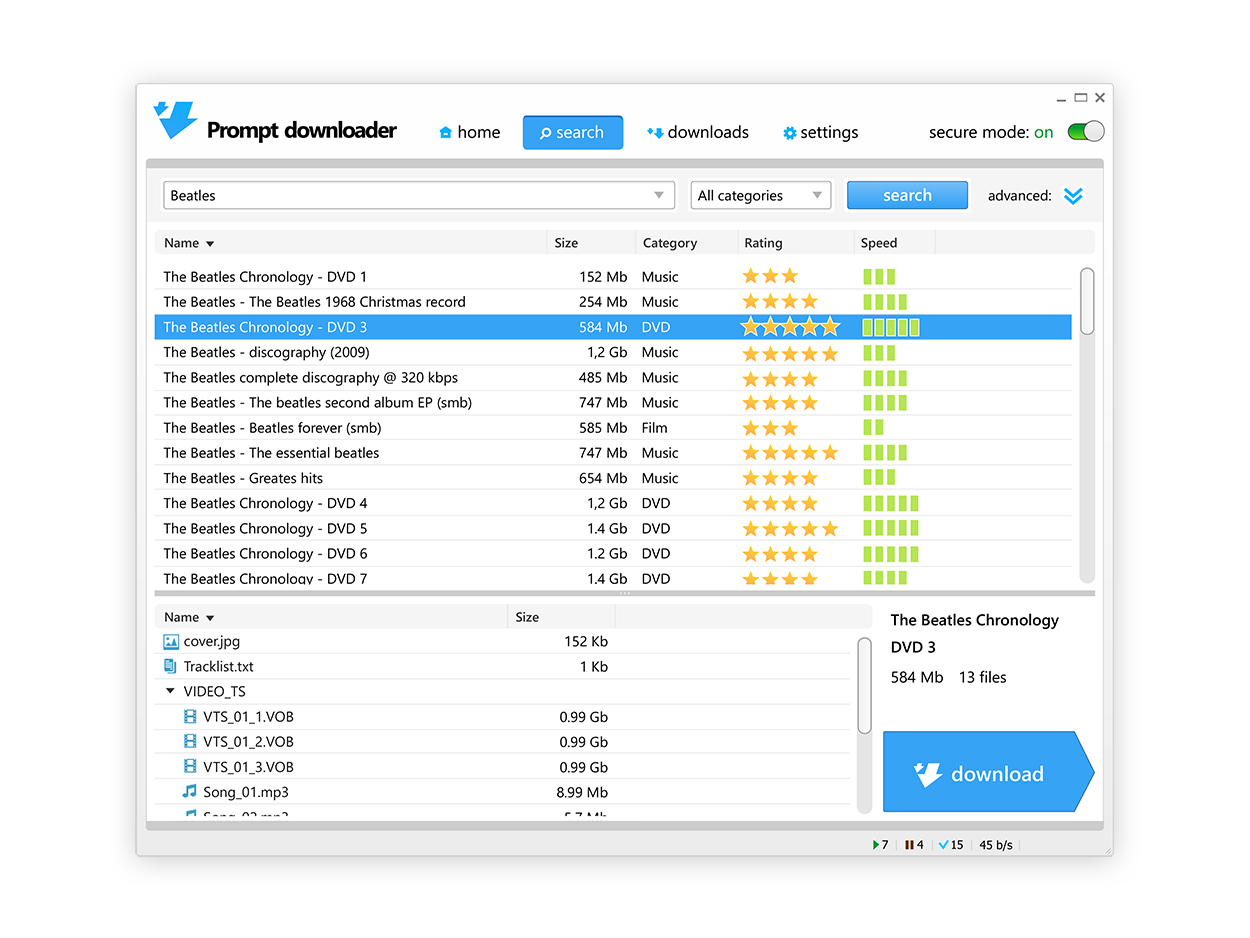 Prompt downloader
home
search
downloads
settings
secure mode: on
Beatles
All categories
search
advanced:
Name Size Category Rating Speed
The Beatles Chronology - DVD 1 152 Mb Music
The Beatles - The Beatles 1968 Christmas record 254 Mb Music
The Beatles Chronology - DVD 3 584 Mb DVD
The Beatles - discography (2009) 1,2 Gb Music
The Beatles complete discography @ 320 kbps 485 Mb Music
The Beatles - The beatles second album EP (smb) 747 Mb Music
The Beatles - Beatles forever (smb) 585 Mb Film
The Beatles - The essential beatles 747 Mb Music
The Beatles - Greates hits 654 Mb Music
The Beatles Chronology - DVD 4 1,2 Gb DVD
The Beatles Chronology - DVD 5 1.4 Gb DVD
The Beatles Chronology - DVD 6 1.2 Gb DVD
The Beatles Chronology - DVD 7 1.4 Gb DVD
Name Size
cover.jpg 152 Kb
Tracklist.txt 1 Kb
VIDEO_TS
VTS_01_1.VOB 0.99 Gb
VTS_01_2.VOB 0.99 Gb
VTS_01_3.VOB 0.99 Gb
Song_01.mp3 8.99 Mb
The Beatles Chronology
DVD 3
584 Mb 13 files
download
7 4 15 45 b/s